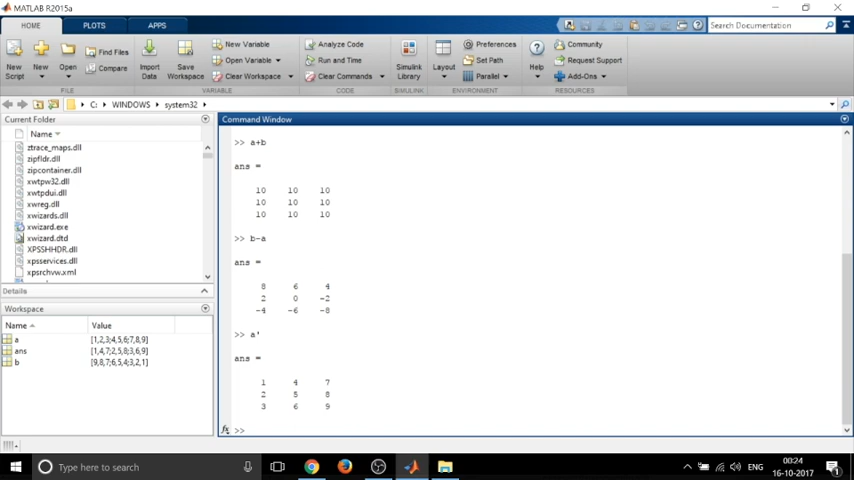 MATLAB R2015a
HOME PLOTS APPS Search Documentation
New Script New Open Find Files Compare Import Data Save Workspace New Variable Open Variable Clear Workspace Analyze Code Run and Time Clear Commands Simulink Library Layout Preferences Set Path Parallel Help Community Request Support Add-Ons
FILE VARIABLE CODE SIMULINK ENVIRONMENT RESOURCES
C: WINDOWS system32
Current Folder
Name
ztrace_maps.dll
zipfldr.dll
zipcontainer.dll
xwtpw32.dll
xwtpdui.dll
xwreg.dll
xwizards.dll
xwizard.exe
xwizard.dtd
XPSSHHDR.dll
xpsservices.dll
xpsrchvw.xml
Details
Workspace
Name Value
a [1,2,3;4,5,6;7,8,9]
ans [1,4,7;2,5,8;3,6,9]
b [9,8,7;6,5,4;3,2,1]
Command Window
>> a+b
ans =
10 10 10
10 10 10
10 10 10
>> b-a
ans =
8 6 4
2 0 -2
-4 -6 -8
>> a'
ans =
1 4 7
2 5 8
3 6 9
fx >>
Type here to search
ENG
00:24
16-10-2017
1